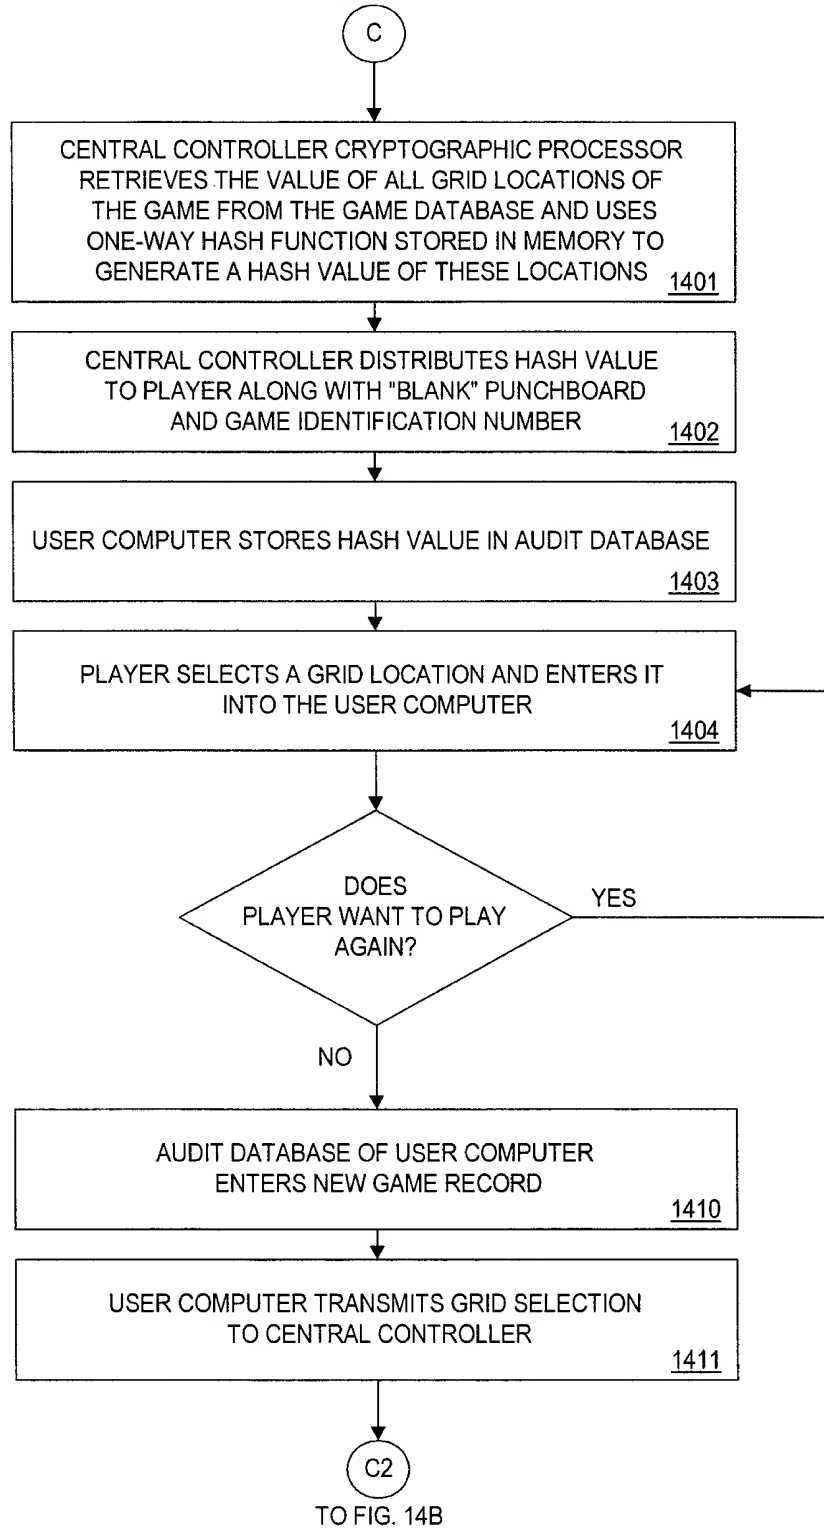 C
CENTRAL CONTROLLER CRYPTOGRAPHIC PROCESSOR
RETRIEVES THE VALUE OF ALL GRID LOCATIONS OF
THE GAME FROM THE GAME DATABASE AND USES
ONE-WAY HASH FUNCTION STORED IN MEMORY TO
GENERATE A HASH VALUE OF THESE LOCATIONS
1401
CENTRAL CONTROLLER DISTRIBUTES HASH VALUE
TO PLAYER ALONG WITH "BLANK" PUNCHBOARD
AND GAME IDENTIFICATION NUMBER
1402
USER COMPUTER STORES HASH VALUE IN AUDIT DATABASE
1403
PLAYER SELECTS A GRID LOCATION AND ENTERS IT
INTO THE USER COMPUTER
1404
DOES
PLAYER WANT TO PLAY
AGAIN?
YES
NO
AUDIT DATABASE OF USER COMPUTER
ENTERS NEW GAME RECORD
1410
USER COMPUTER TRANSMITS GRID SELECTION
TO CENTRAL CONTROLLER
1411
C2
TO FIG. 14B